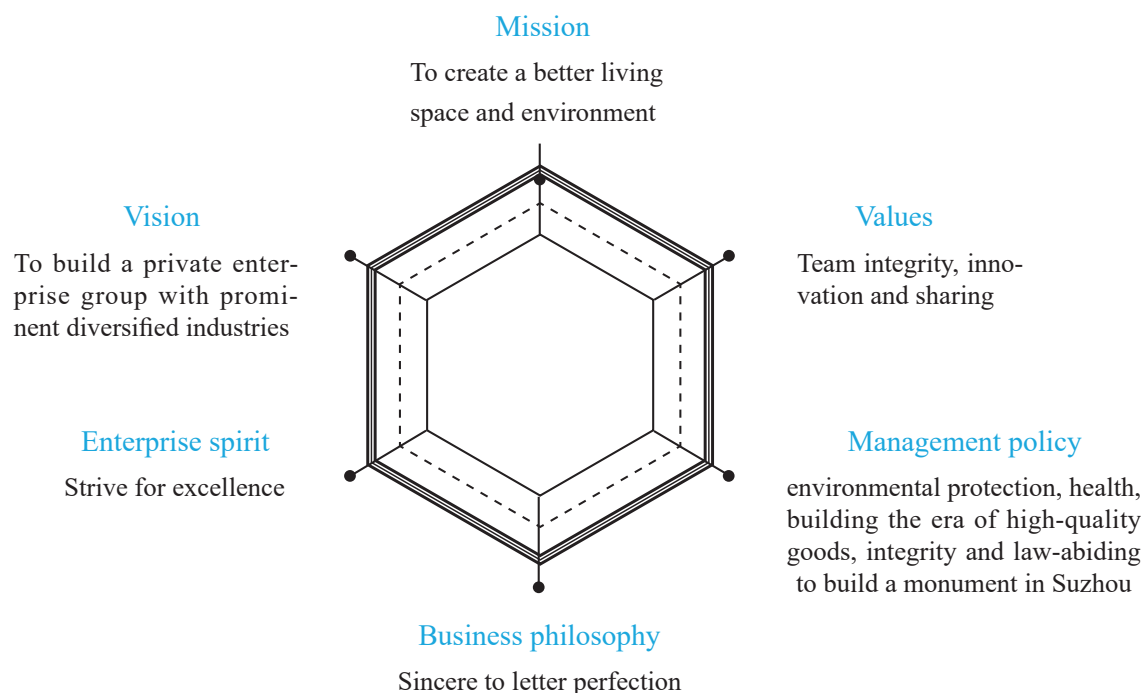 Mission
To create a better living
space and environment
Vision
To build a private enter-
prise group with promi-
nent diversified industries
Values
Team integrity, inno-
vation and sharing
Enterprise spirit
Strive for excellence
Management policy
environmental protection, health,
building the era of high-quality
goods, integrity and law-abiding
to build a monument in Suzhou
Business philosophy
Sincere to letter perfection